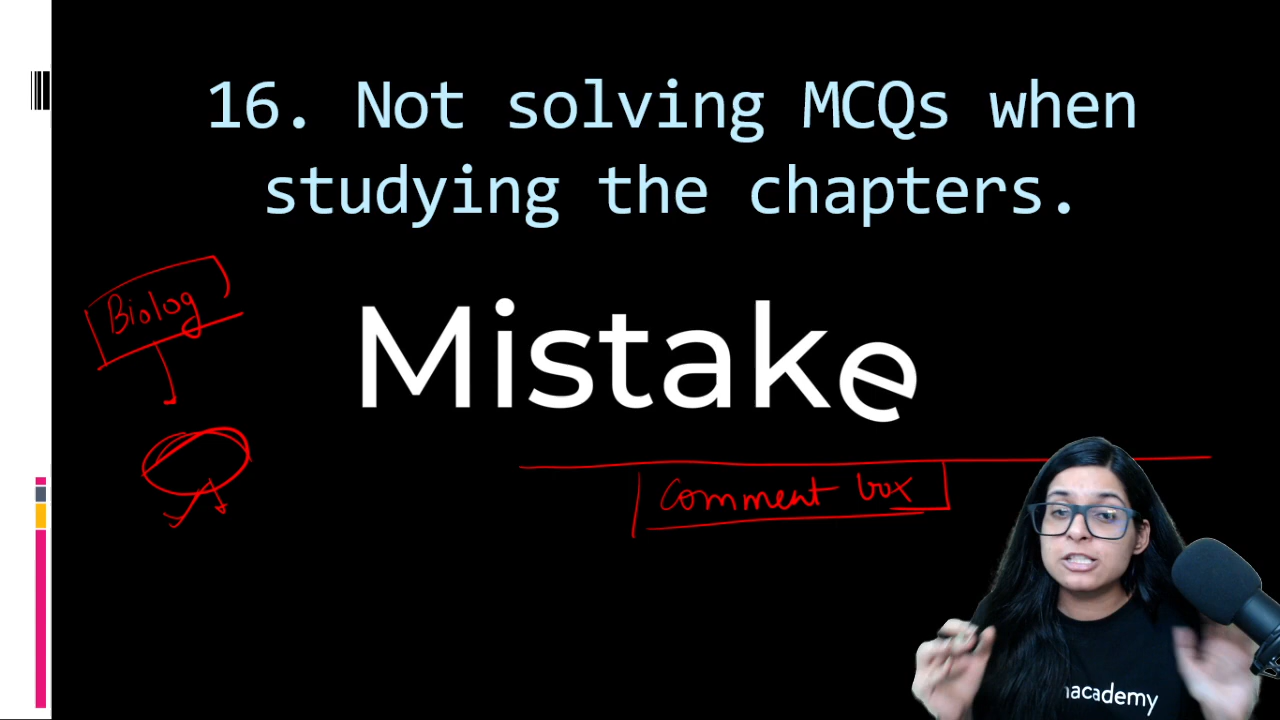 16. Not solving MCQs when
studying the chapters.
Biolog
Mistake
Comment box
nacademy